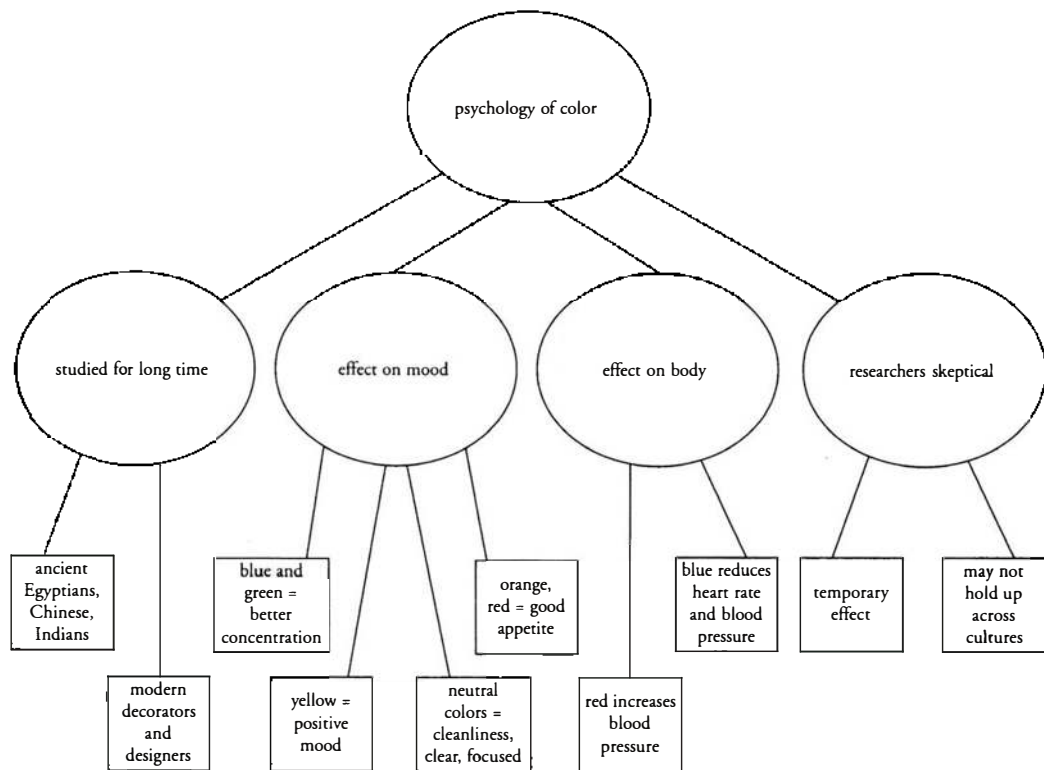 psychology of color
studied for long time
effect on mood
effect on body
researchers skeptical
ancient
Egyptians,
Chinese,
Indians
modern
decorators
and
designers
blue and
green =
better
concentration
yellow =
positive
mood
neutral
colors =
cleanliness,
clear, focused
orange,
red = good
appetite
red increases
blood
pressure
blue reduces
heart rate
and blood
pressure
temporary
effect
may not
hold up
across
cultures